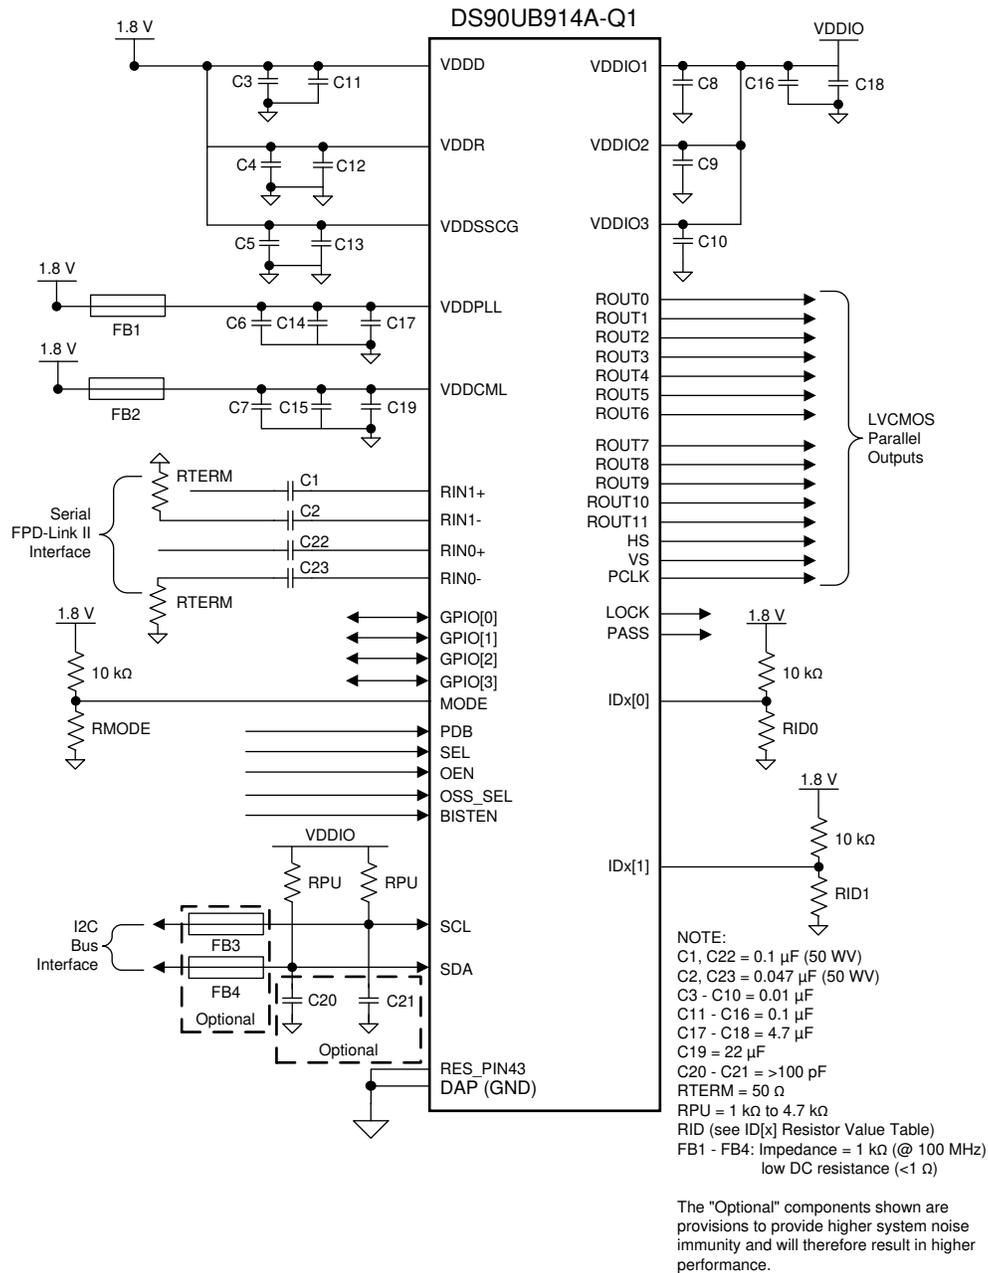 DS90UB914A-Q1
1.8 V
VDDIO
VDDD
VDDIO1
C3
C11
C8
C16
C18
VDDR
VDDIO2
C4
C12
C9
VDDSSCG
VDDIO3
C5
C13
C10
1.8 V
VDDPLL
FB1
C6
C14
C17
1.8 V
VDDCML
FB2
C7
C15
C19
ROUT0
ROUT1
ROUT2
ROUT3
ROUT4
ROUT5
ROUT6
ROUT7
ROUT8
ROUT9
ROUT10
ROUT11
HS
VS
PCLK
LVCMOS
Parallel
Outputs
RTERM
C1
RIN1+
Serial
FPD-Link II
Interface
C2
RIN1-
C22
RIN0+
C23
RIN0-
RTERM
LOCK
PASS
1.8 V
GPIO[0]
GPIO[1]
GPIO[2]
GPIO[3]
10 kΩ
MODE
RMODE
1.8 V
10 kΩ
IDx[0]
RID0
PDB
SEL
OEN
OSS_SEL
BISTEN
1.8 V
10 kΩ
IDx[1]
RID1
VDDIO
RPU
RPU
I2C
Bus
Interface
FB3
SCL
FB4
SDA
Optional
C20
C21
Optional
RES_PIN43
DAP (GND)
NOTE:
C1, C22 = 0.1 µF (50 WV)
C2, C23 = 0.047 µF (50 WV)
C3 - C10 = 0.01 µF
C11 - C16 = 0.1 µF
C17 - C18 = 4.7 µF
C19 = 22 µF
C20 - C21 = >100 pF
RTERM = 50 Ω
RPU = 1 kΩ to 4.7 kΩ
RID (see ID[x] Resistor Value Table)
FB1 - FB4: Impedance = 1 kΩ (@ 100 MHz)
low DC resistance (<1 Ω)
The "Optional" components shown are
provisions to provide higher system noise
immunity and will therefore result in higher
performance.